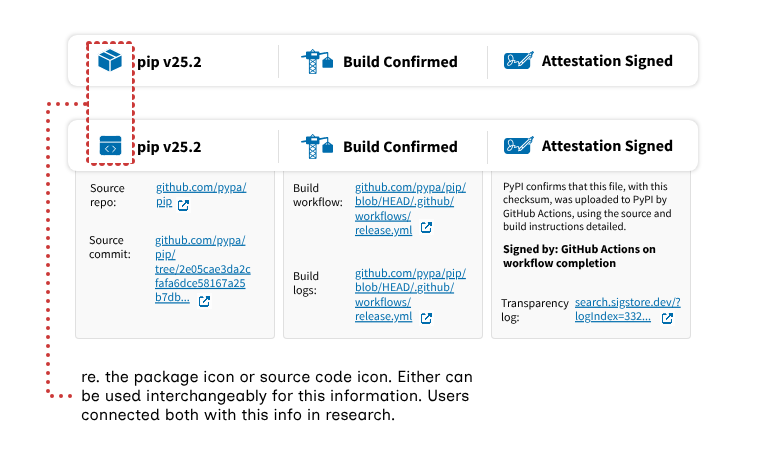 pip v25.2
Build Confirmed
Attestation Signed
pip v25.2
Build Confirmed
Attestation Signed
Source
repo:
github.com/pypa/
pip
Source
commit:
github.com/pypa/
pip/
tree/2e05cae3da2c
fafa6dce58167a25
b7db...
Build
workflow:
github.com/pypa/pip/
blob/HEAD/.github/
workflows/
release.yml
Build
logs:
github.com/pypa/pip/
blob/HEAD/.github/
workflows/
release.yml
PyPI confirms that this file, with this
checksum, was uploaded to PyPI by
GitHub Actions, using the source and
build instructions detailed.
Signed by: GitHub Actions on
workflow completion
Transparency
log:
search.sigstore.dev/?
logIndex=332...
re. the package icon or source code icon. Either can
be used interchangeably for this information. Users
connected both with this info in research.